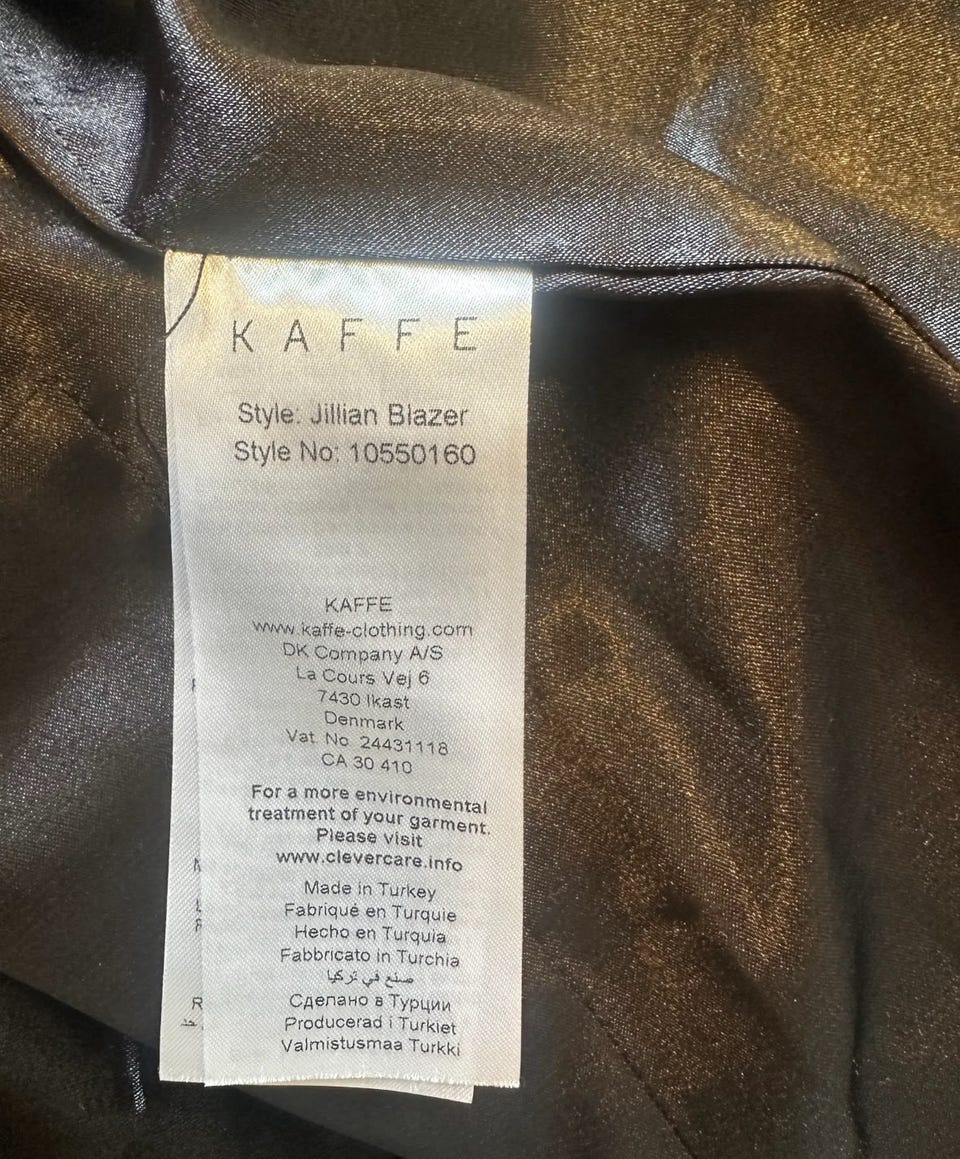 K A F F E
Style: Jillian Blazer
Style No: 10550160
KAFFE
www.kaffe-clothing.com
DK Company A/S
La Cours Vej 6
7430 Ikast
Denmark
Vat. No. 24431118
CA 30 410
For a more environmental
treatment of your garment.
Please visit
www.clevercare.info
Made in Turkey
Fabriqué en Turquie
Hecho en Turquia
Fabbricato in Turchia
صنع في تركيا
Сделано в Турции
Producerad i Turkiet
Valmistusmaa Turkki